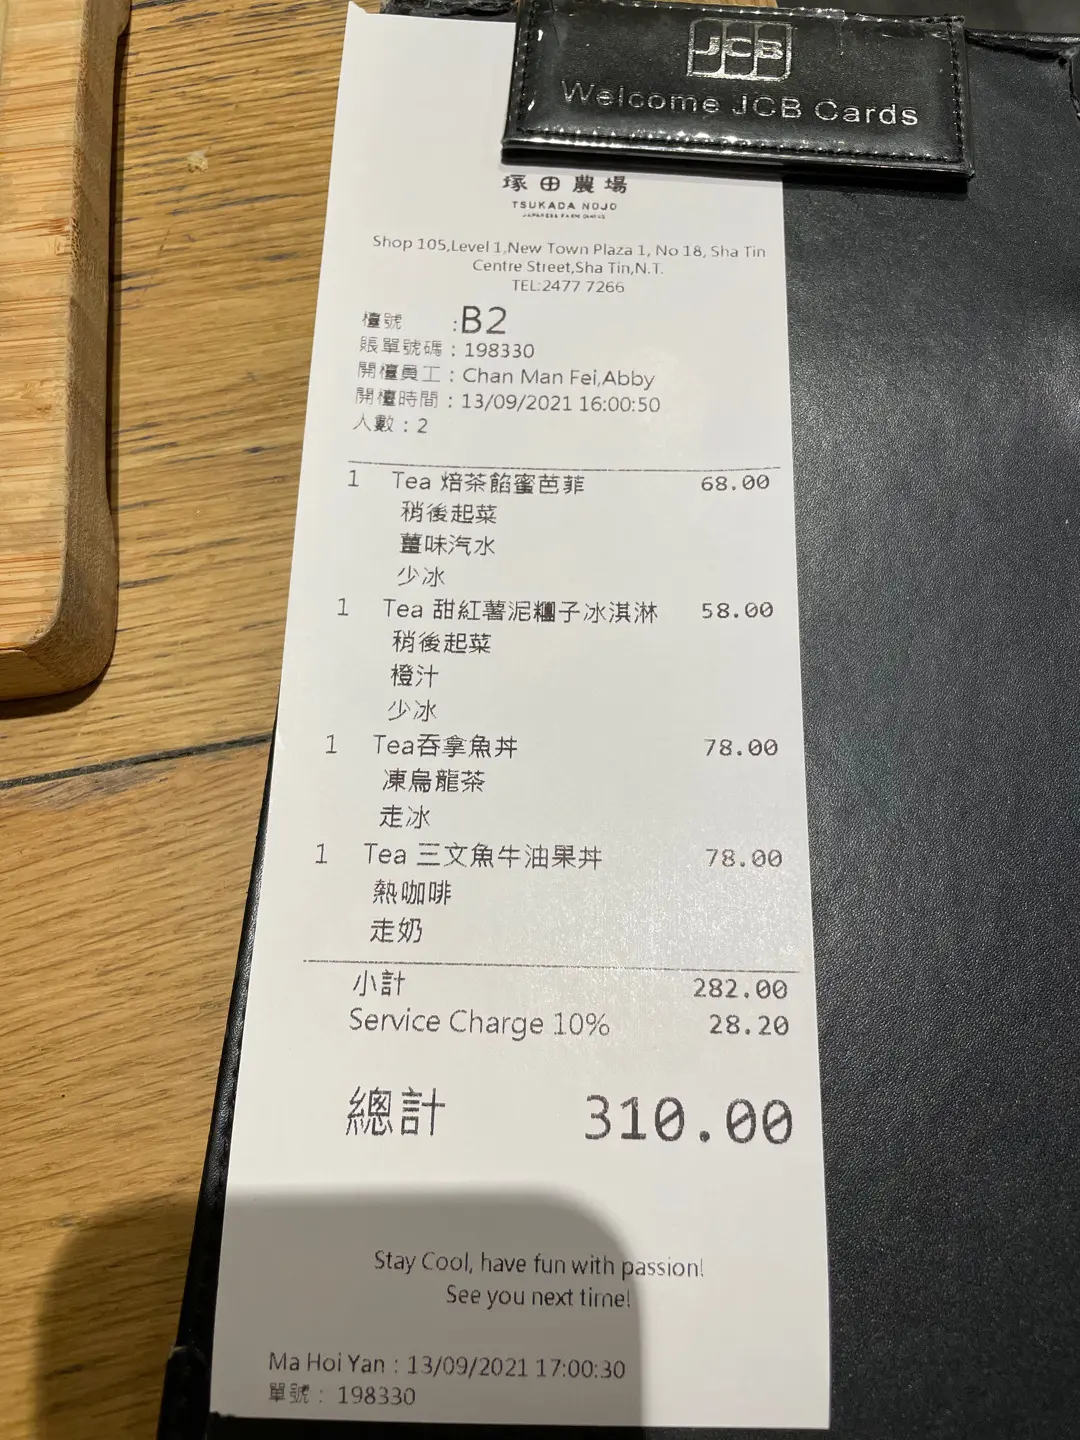 JCB
Welcome JCB Cards
塚田農場
TSUKADA NOJO
JAPANESE FARM DINING
Shop 105,Level 1,New Town Plaza 1, No 18, Sha Tin
Centre Street,Sha Tin,N.T.
TEL:2477 7266
檯號 :B2
賬單號碼 : 198330
開檯員工 : Chan Man Fei,Abby
開檯時間 : 13/09/2021 16:00:50
人數 : 2
1 Tea 焙茶餡蜜芭菲 68.00
稍後起菜
薑味汽水
少冰
1 Tea 甜紅薯泥糰子冰淇淋 58.00
稍後起菜
橙汁
少冰
1 Tea吞拿魚丼 78.00
凍烏龍茶
走冰
1 Tea 三文魚牛油果丼 78.00
熱咖啡
走奶
小計 282.00
Service Charge 10% 28.20
總計 310.00
Stay Cool, have fun with passion!
See you next time!
Ma Hoi Yan : 13/09/2021 17:00:30
單號 : 198330